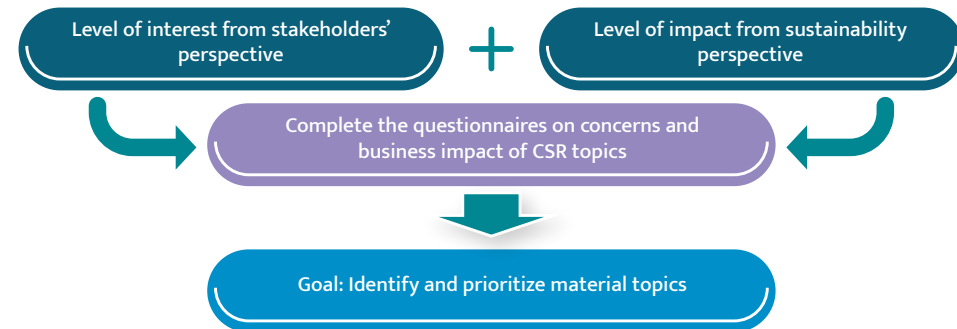 Level of interest from stakeholders’
perspective
+
Level of impact from sustainability
perspective
Complete the questionnaires on concerns and
business impact of CSR topics
Goal: Identify and prioritize material topics